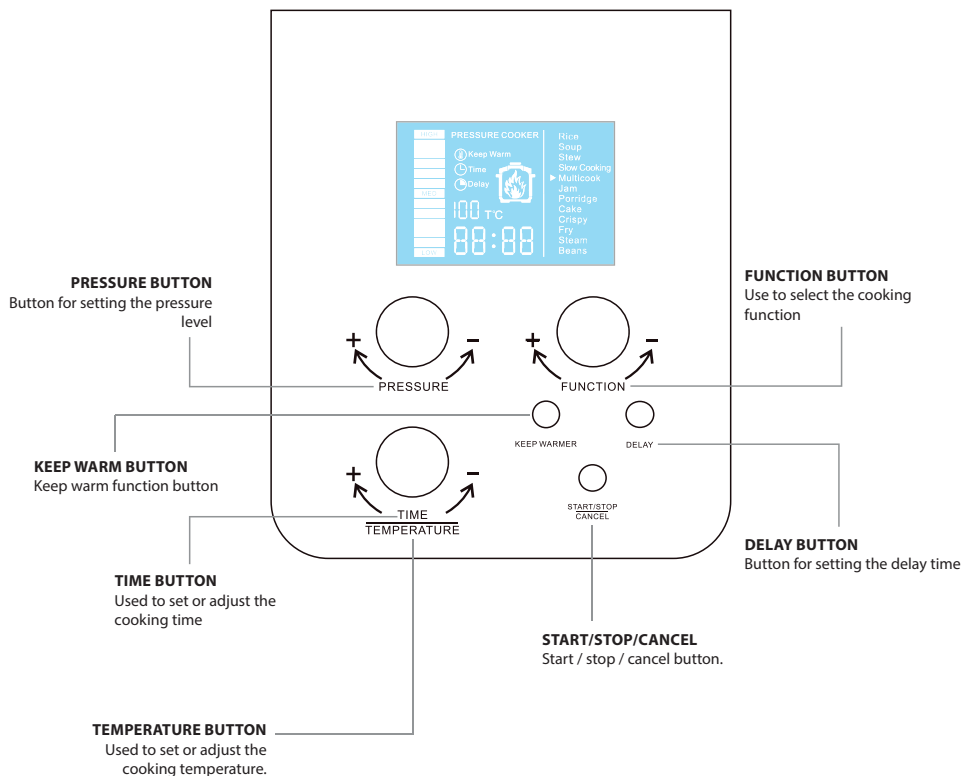 HIGH
MED
LOW
PRESSURE COOKER
Keep Warm
Time
Delay
100 T°C
88:88
Rice
Soup
Stew
Slow Cooking
Multicook
Jam
Porridge
Cake
Crispy
Fry
Steam
Beans
PRESSURE BUTTON
Button for setting the pressure
level
FUNCTION BUTTON
Use to select the cooking
function
+ -
PRESSURE
+ -
FUNCTION
KEEP WARMER
DELAY
KEEP WARM BUTTON
Keep warm function button
+ -
TIME
TEMPERATURE
START/STOP
CANCEL
DELAY BUTTON
Button for setting the delay time
TIME BUTTON
Used to set or adjust the
cooking time
START/STOP/CANCEL
Start / stop / cancel button.
TEMPERATURE BUTTON
Used to set or adjust the
cooking temperature.